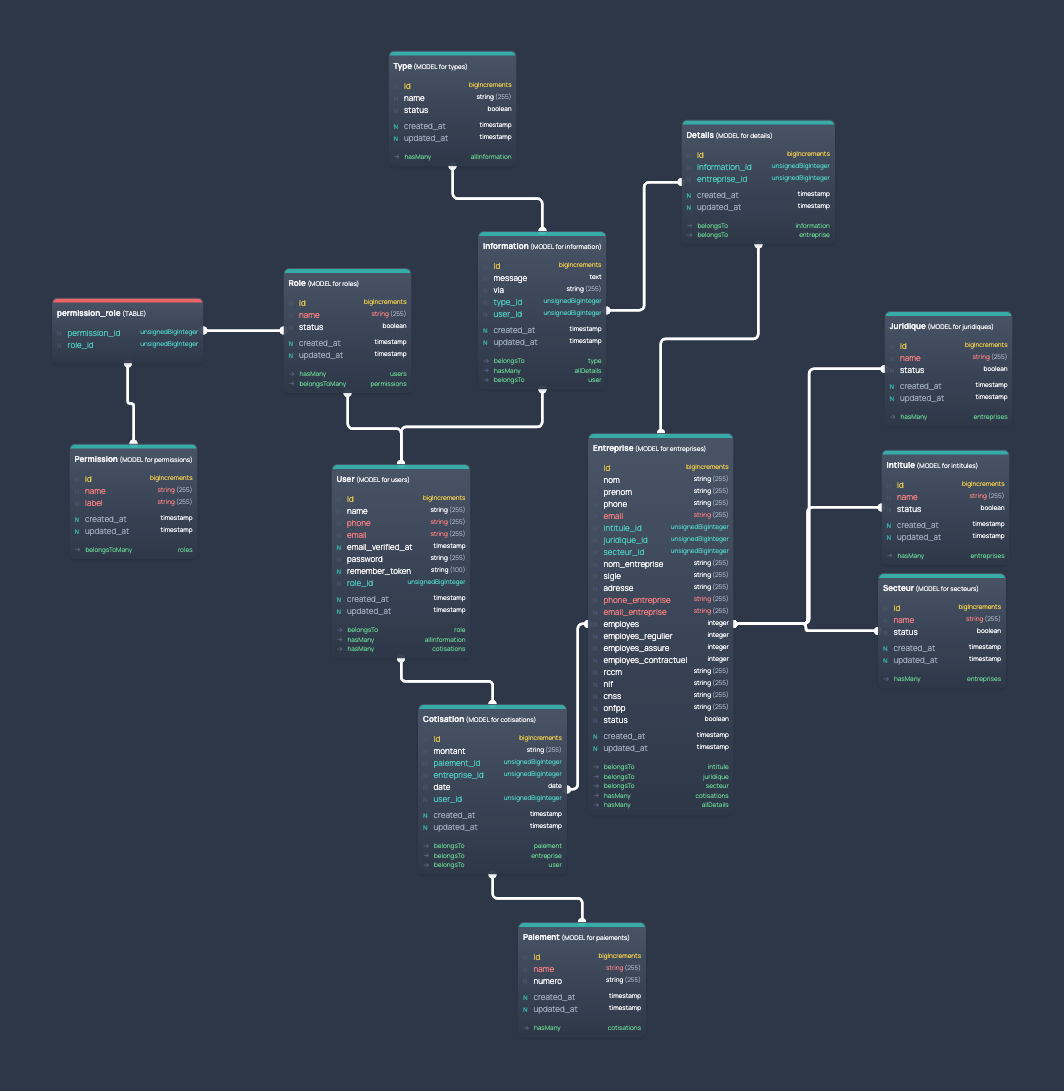 Type (MODEL for types)
id bigIncrements
name string (255)
status boolean
N created_at timestamp
N updated_at timestamp
hasMany allInformation
Details (MODEL for details)
id bigIncrements
information_id unsignedBigInteger
entreprise_id unsignedBigInteger
N created_at timestamp
N updated_at timestamp
belongsTo information
belongsTo entreprise
Information (MODEL for information)
id bigIncrements
message text
via string (255)
type_id unsignedBigInteger
user_id unsignedBigInteger
N created_at timestamp
N updated_at timestamp
belongsTo type
hasMany allDetails
belongsTo user
Role (MODEL for roles)
id bigIncrements
name string (255)
status boolean
N created_at timestamp
N updated_at timestamp
hasMany users
belongsToMany permissions
permission_role (TABLE)
permission_id unsignedBigInteger
role_id unsignedBigInteger
Juridique (MODEL for juridiques)
id bigIncrements
name string (255)
status boolean
N created_at timestamp
N updated_at timestamp
hasMany entreprises
Permission (MODEL for permissions)
id bigIncrements
name string (255)
label string (255)
N created_at timestamp
N updated_at timestamp
belongsToMany roles
User (MODEL for users)
id bigIncrements
name string (255)
phone string (255)
email string (255)
N email_verified_at timestamp
password string (255)
N remember_token string (100)
role_id unsignedBigInteger
N created_at timestamp
N updated_at timestamp
belongsTo role
hasMany allInformation
hasMany cotisations
Entreprise (MODEL for entreprises)
id bigIncrements
nom string (255)
prenom string (255)
phone string (255)
email string (255)
intitule_id unsignedBigInteger
juridique_id unsignedBigInteger
secteur_id unsignedBigInteger
nom_entreprise string (255)
sigle string (255)
adresse string (255)
phone_entreprise string (255)
email_entreprise string (255)
employes integer
employes_regulier integer
employes_assure integer
employes_contractuel integer
rccm string (255)
nif string (255)
cnss string (255)
onfpp string (255)
status boolean
N created_at timestamp
N updated_at timestamp
belongsTo intitule
belongsTo juridique
belongsTo secteur
hasMany cotisations
hasMany allDetails
Intitule (MODEL for intitules)
id bigIncrements
name string (255)
status boolean
N created_at timestamp
N updated_at timestamp
hasMany entreprises
Secteur (MODEL for secteurs)
id bigIncrements
name string (255)
status boolean
N created_at timestamp
N updated_at timestamp
hasMany entreprises
Cotisation (MODEL for cotisations)
id bigIncrements
montant string (255)
paiement_id unsignedBigInteger
entreprise_id unsignedBigInteger
date date
user_id unsignedBigInteger
N created_at timestamp
N updated_at timestamp
belongsTo paiement
belongsTo entreprise
belongsTo user
Paiement (MODEL for paiements)
id bigIncrements
name string (255)
numero string (255)
N created_at timestamp
N updated_at timestamp
hasMany cotisations